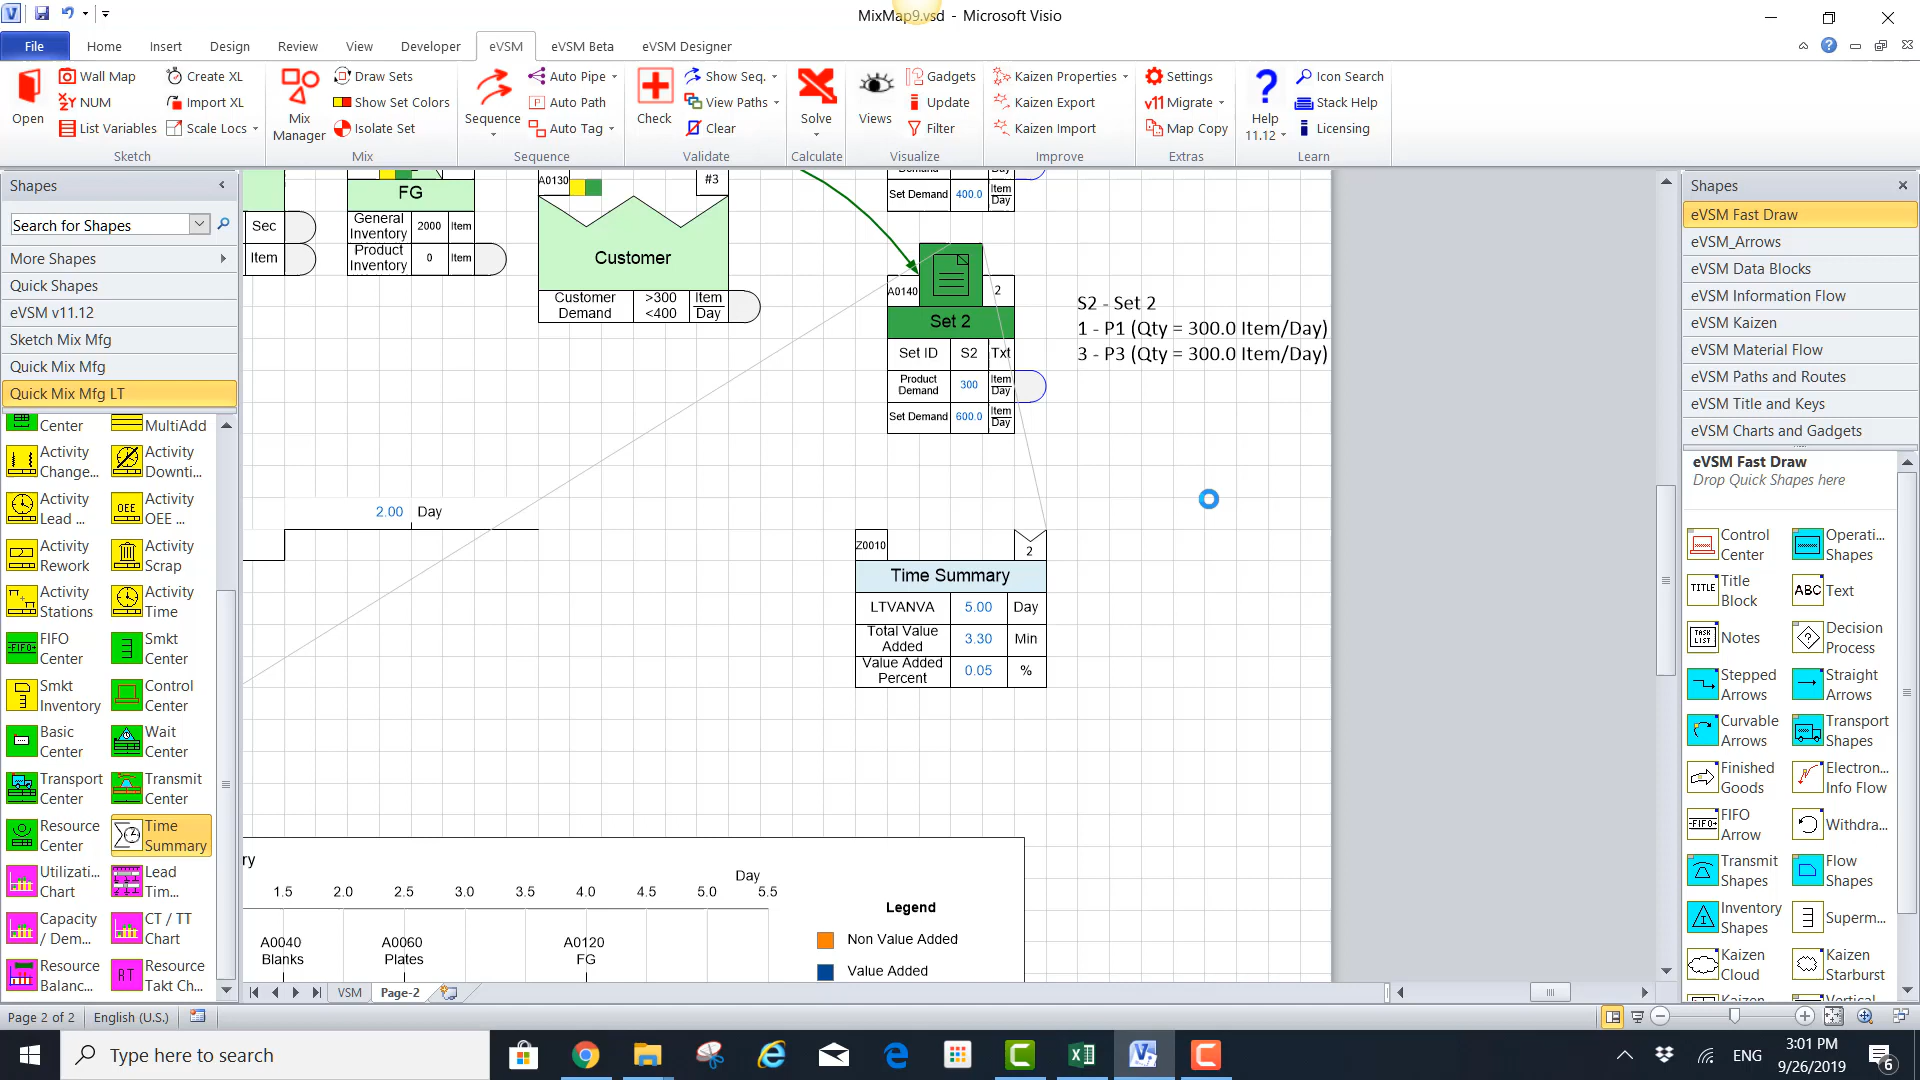 MixMap9.vsd - Microsoft Visio
File
Home
Insert
Design
Review
View
Developer
eVSM
eVSM Beta
eVSM Designer
Open
Wall Map
NUM
List Variables
Create XL
Import XL
Scale Locs
Sketch
Mix
Manager
Draw Sets
Show Set Colors
Isolate Set
Mix
Sequence
Auto Pipe
Auto Path
Auto Tag
Sequence
Check
Show Seq.
View Paths
Clear
Validate
Solve
Calculate
Views
Gadgets
Update
Filter
Visualize
Kaizen Properties
Kaizen Export
Kaizen Import
Improve
Settings
v11 Migrate
Map Copy
Extras
Help
11.12
Icon Search
Stack Help
Licensing
Learn
Shapes
Search for Shapes
More Shapes
Quick Shapes
eVSM v11.12
Sketch Mix Mfg
Quick Mix Mfg
Quick Mix Mfg LT
Center
MultiAdd
Activity
Change...
Activity
Downti...
Activity
Lead ...
OEE
Activity
OEE ...
Activity
Rework
Activity
Scrap
Activity
Stations
Activity
Time
FIFO
FIFO
Center
Smkt
Center
Smkt
Inventory
Control
Center
Basic
Center
Wait
Center
Transport
Center
Transmit
Center
Resource
Center
Time
Summary
Utilizati...
Chart
Lead
Tim...
Capacity
/ Dem...
CT / TT
Chart
Resource
Balanc...
RT
Resource
Takt Ch...
Sec
Item
FG
General
Inventory
2000
Item
Product
Inventory
0
Item
A0130
#3
Customer
Customer
Demand
>300
<400
Item
Day
Day
Set Demand
400.0
Item
Day
A0140
2
Set 2
Set ID
S2
Txt
Product
Demand
300
Item
Day
Set Demand
600.0
Item
Day
S2 - Set 2
1 - P1 (Qty = 300.0 Item/Day)
3 - P3 (Qty = 300.0 Item/Day)
2.00 Day
Z0010
2
Time Summary
LTVANVA
5.00
Day
Total Value
Added
3.30
Min
Value Added
Percent
0.05
%
ry
Day
1.5 2.0 2.5 3.0 3.5 4.0 4.5 5.0 5.5
A0040
Blanks
A0060
Plates
A0120
FG
Legend
Non Value Added
Value Added
VSM
Page-2
Shapes
eVSM Fast Draw
eVSM_Arrows
eVSM Data Blocks
eVSM Information Flow
eVSM Kaizen
eVSM Material Flow
eVSM Paths and Routes
eVSM Title and Keys
eVSM Charts and Gadgets
eVSM Fast Draw
Drop Quick Shapes here
Control
Center
Operati...
Shapes
TITLE
Title
Block
ABC
Text
TASK
LIST
Notes
Decision
Process
Stepped
Arrows
Straight
Arrows
Curvable
Arrows
Transport
Shapes
Finished
Goods
Electron...
Info Flow
FIFO
FIFO
Arrow
Withdra...
Transmit
Shapes
Flow
Shapes
Inventory
Shapes
Superm...
Kaizen
Cloud
Kaizen
Starburst
Kaizen
Vertical
Page 2 of 2
English (U.S.)
Type here to search
ENG
3:01 PM
9/26/2019
6